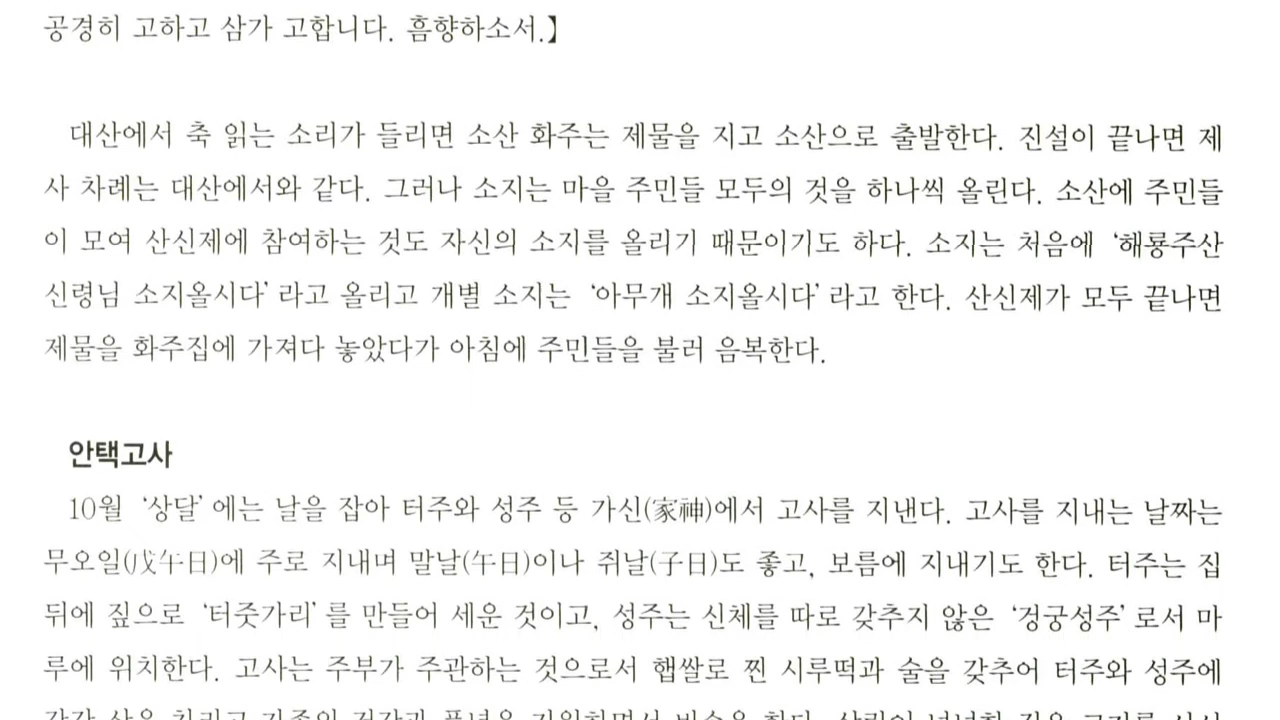 공경히 고하고 삼가 고합니다. 흠향하소서.】
대산에서 축 읽는 소리가 들리면 소산 화주는 제물을 지고 소산으로 출발한다. 진설이 끝나면 제
사 차례는 대산에서와 같다. 그러나 소지는 마을 주민들 모두의 것을 하나씩 올린다. 소산에 주민들
이 모여 산신제에 참여하는 것도 자신의 소지를 올리기 때문이기도 하다. 소지는 처음에 ‘해룡주산
신령님 소지올시다’ 라고 올리고 개별 소지는 ‘아무개 소지올시다’ 라고 한다. 산신제가 모두 끝나면
제물을 화주집에 가져다 놓았다가 아침에 주민들을 불러 음복한다.
안택고사
10월 ‘상달’ 에는 날을 잡아 터주와 성주 등 가신(家神)에서 고사를 지낸다. 고사를 지내는 날짜는
무오일(戊午日)에 주로 지내며 말날(午日)이나 쥐날(子日)도 좋고, 보름에 지내기도 한다. 터주는 집
뒤에 짚으로 ‘터줏가리’ 를 만들어 세운 것이고, 성주는 신체를 따로 갖추지 않은 ‘겅궁성주’ 로서 마
루에 위치한다. 고사는 주부가 주관하는 것으로서 햅쌀로 찐 시루떡과 술을 갖추어 터주와 성주에